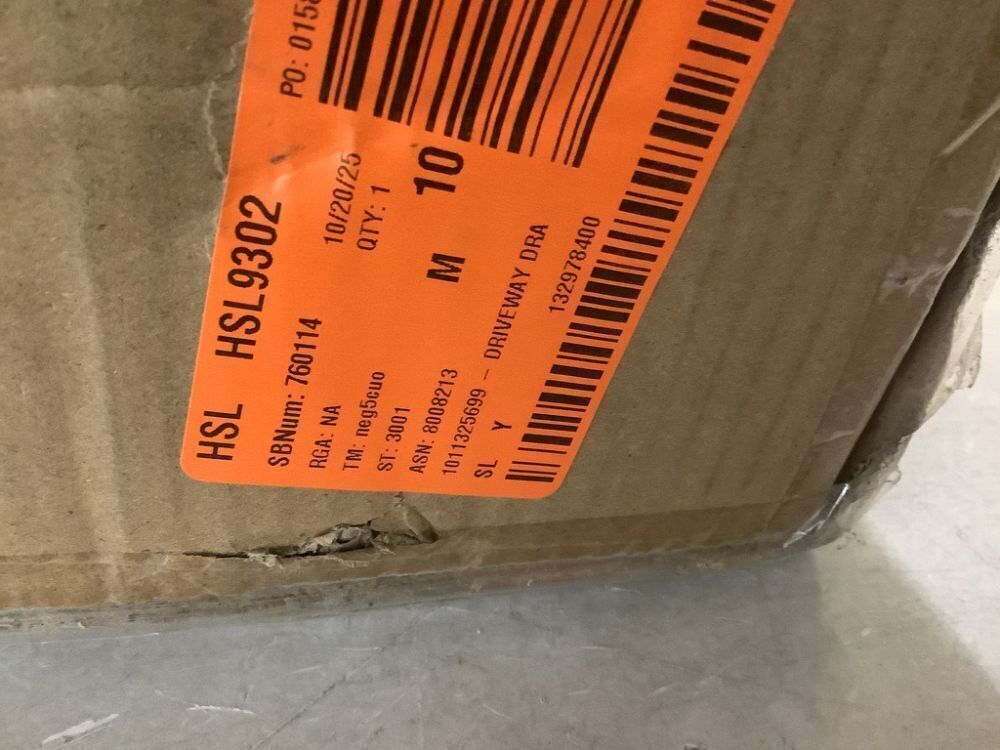 HSL HSL9302
SBNum: 760114
RGA: NA 10/20/25
TM: neg5cuo QTY: 1
ST: 3001
ASN: 8008213 M 10
1011325699 - DRIVEWAY DRA
SL Y
132978400
PO: 0158